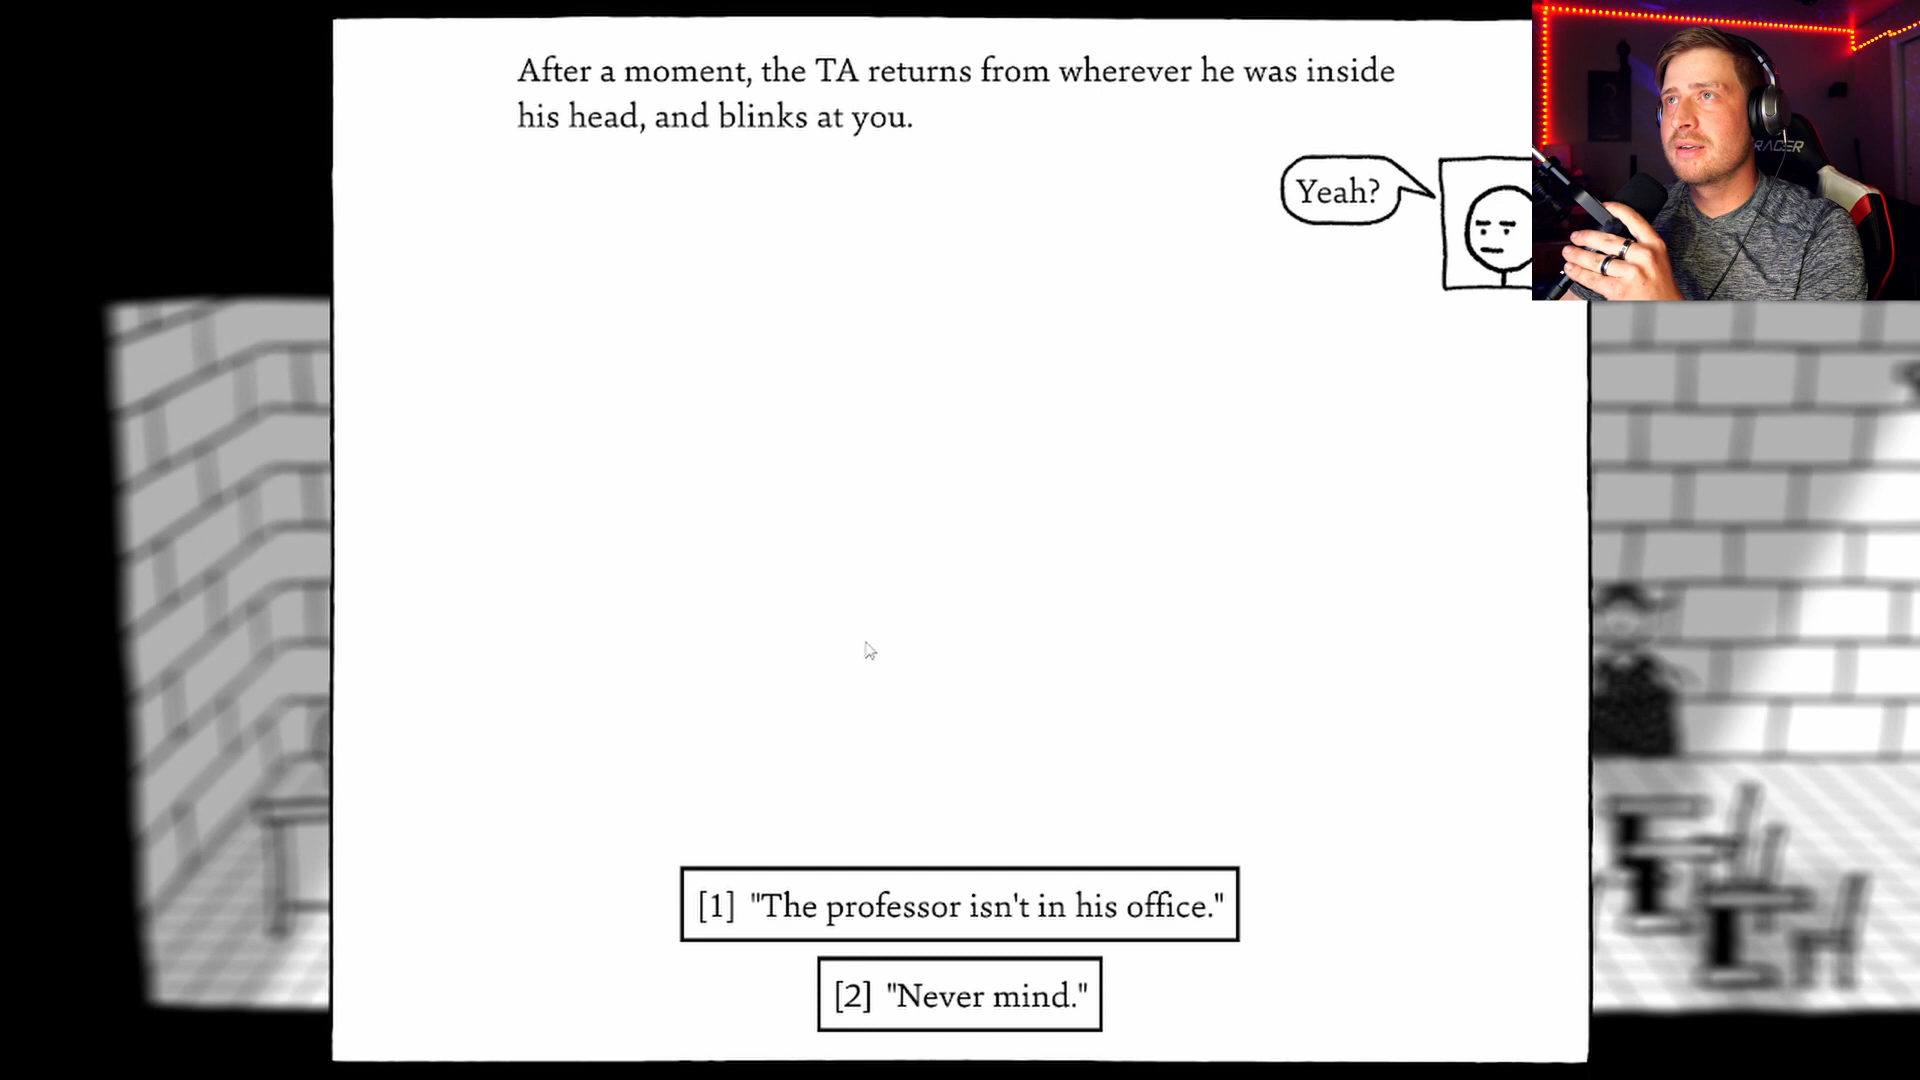 After a moment, the TA returns from wherever he was inside
his head, and blinks at you.
Yeah?
RACER
[1] "The professor isn't in his office."
[2] "Never mind."